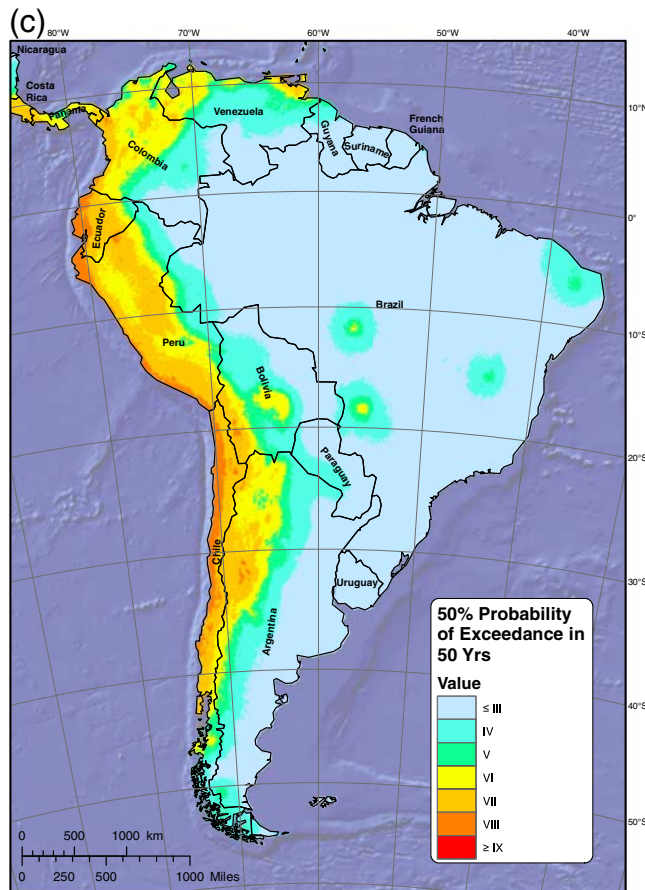 (c)
80°W
70°W
60°W
50°W
40°W
Nicaragua
Costa
Rica
Panama
Venezuela
10°N
Guyana
Suriname
French
Guiana
Colombia
Ecuador
0°
Brazil
Peru
10°S
Bolivia
Paraguay
20°S
Chile
Uruguay
30°S
Argentina
40°S
50°S
50% Probability
of Exceedance in
50 Yrs
Value
≤ III
IV
V
VI
VII
VIII
≥ IX
0 500 1000 km
0 250 500 1000 Miles